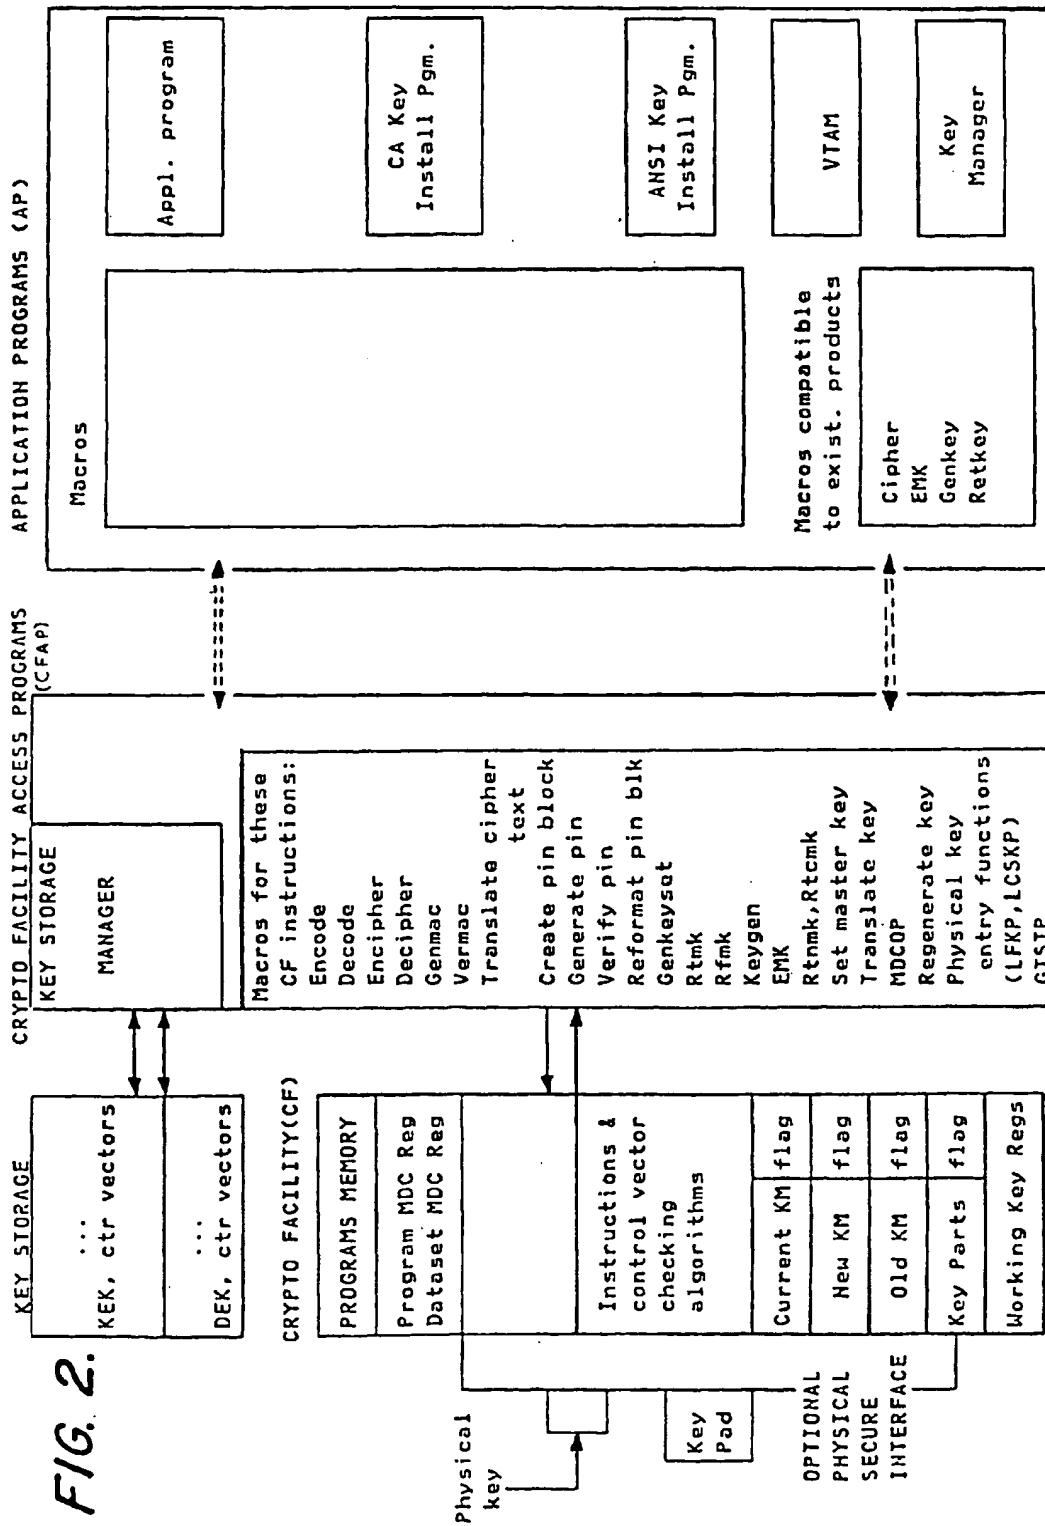 FIG. 2.
KEY STORAGE
...
KEK, ctr vectors
...
DEK, ctr vectors
CRYPTO FACILITY(CF)
PROGRAMS MEMORY
Program MDC Reg
Dataset MDC Reg
Instructions &
control vector
checking
algorithms
Current KM flag
New KM flag
Old KM flag
Key Parts flag
Working Key Regs
Physical
key
Key
Pad
OPTIONAL
PHYSICAL
SECURE
INTERFACE
CRYPTO FACILITY ACCESS PROGRAMS
(CFAP)
KEY STORAGE
MANAGER
Macros for these
CF instructions:
Encode
Decode
Encipher
Decipher
Genmac
Vermac
Translate cipher
text
Create pin block
Generate pin
Verify pin
Reformat pin blk
Genkeyset
Rtmk
Rfmk
Keygen
EMK
Rtnmk,Rtcmk
Set master key
Translate key
MDCOP
Regenerate key
Physical key
entry functions
(LFKP,LCSKP)
APPLICATION PROGRAMS (AP)
Macros
Appl. program
CA Key
Install Pgm.
ANSI Key
Install Pgm.
VTAM
Key
Manager
Macros compatible
to exist. products
Cipher
EMK
Genkey
Retkey